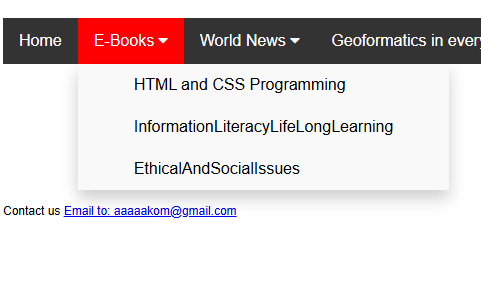 Home E-Books World News Geoformatics in every
HTML and CSS Programming
InformationLiteracyLifeLongLearning
EthicalAndSocialIssues
Contact us Email to: aaaaakom@gmail.com